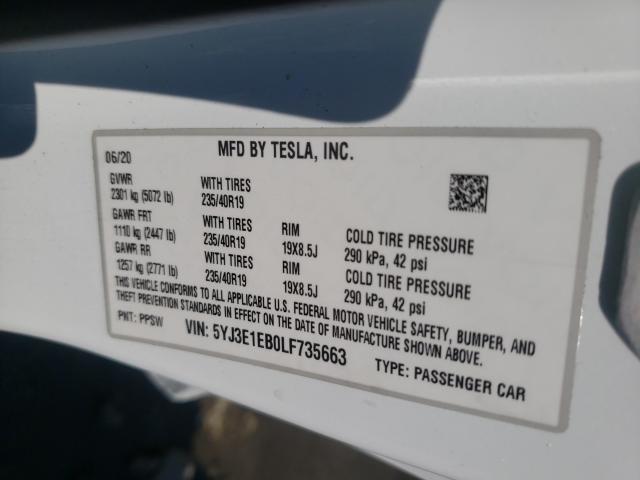 06/20 MFD BY TESLA, INC.
GVWR WITH TIRES
2301 kg (5072 lb) 235/40R19
GAWR FRT WITH TIRES RIM COLD TIRE PRESSURE
1110 kg (2447 lb) 235/40R19 19X8.5J 290 kPa, 42 psi
GAWR RR WITH TIRES RIM COLD TIRE PRESSURE
1257 kg (2771 lb) 235/40R19 19X8.5J 290 kPa, 42 psi
THIS VEHICLE CONFORMS TO ALL APPLICABLE U.S. FEDERAL MOTOR VEHICLE SAFETY, BUMPER, AND
THEFT PREVENTION STANDARDS IN EFFECT ON THE DATE OF MANUFACTURE SHOWN ABOVE.
PNT: PPSW VIN: 5YJ3E1EB0LF735663 TYPE: PASSENGER CAR